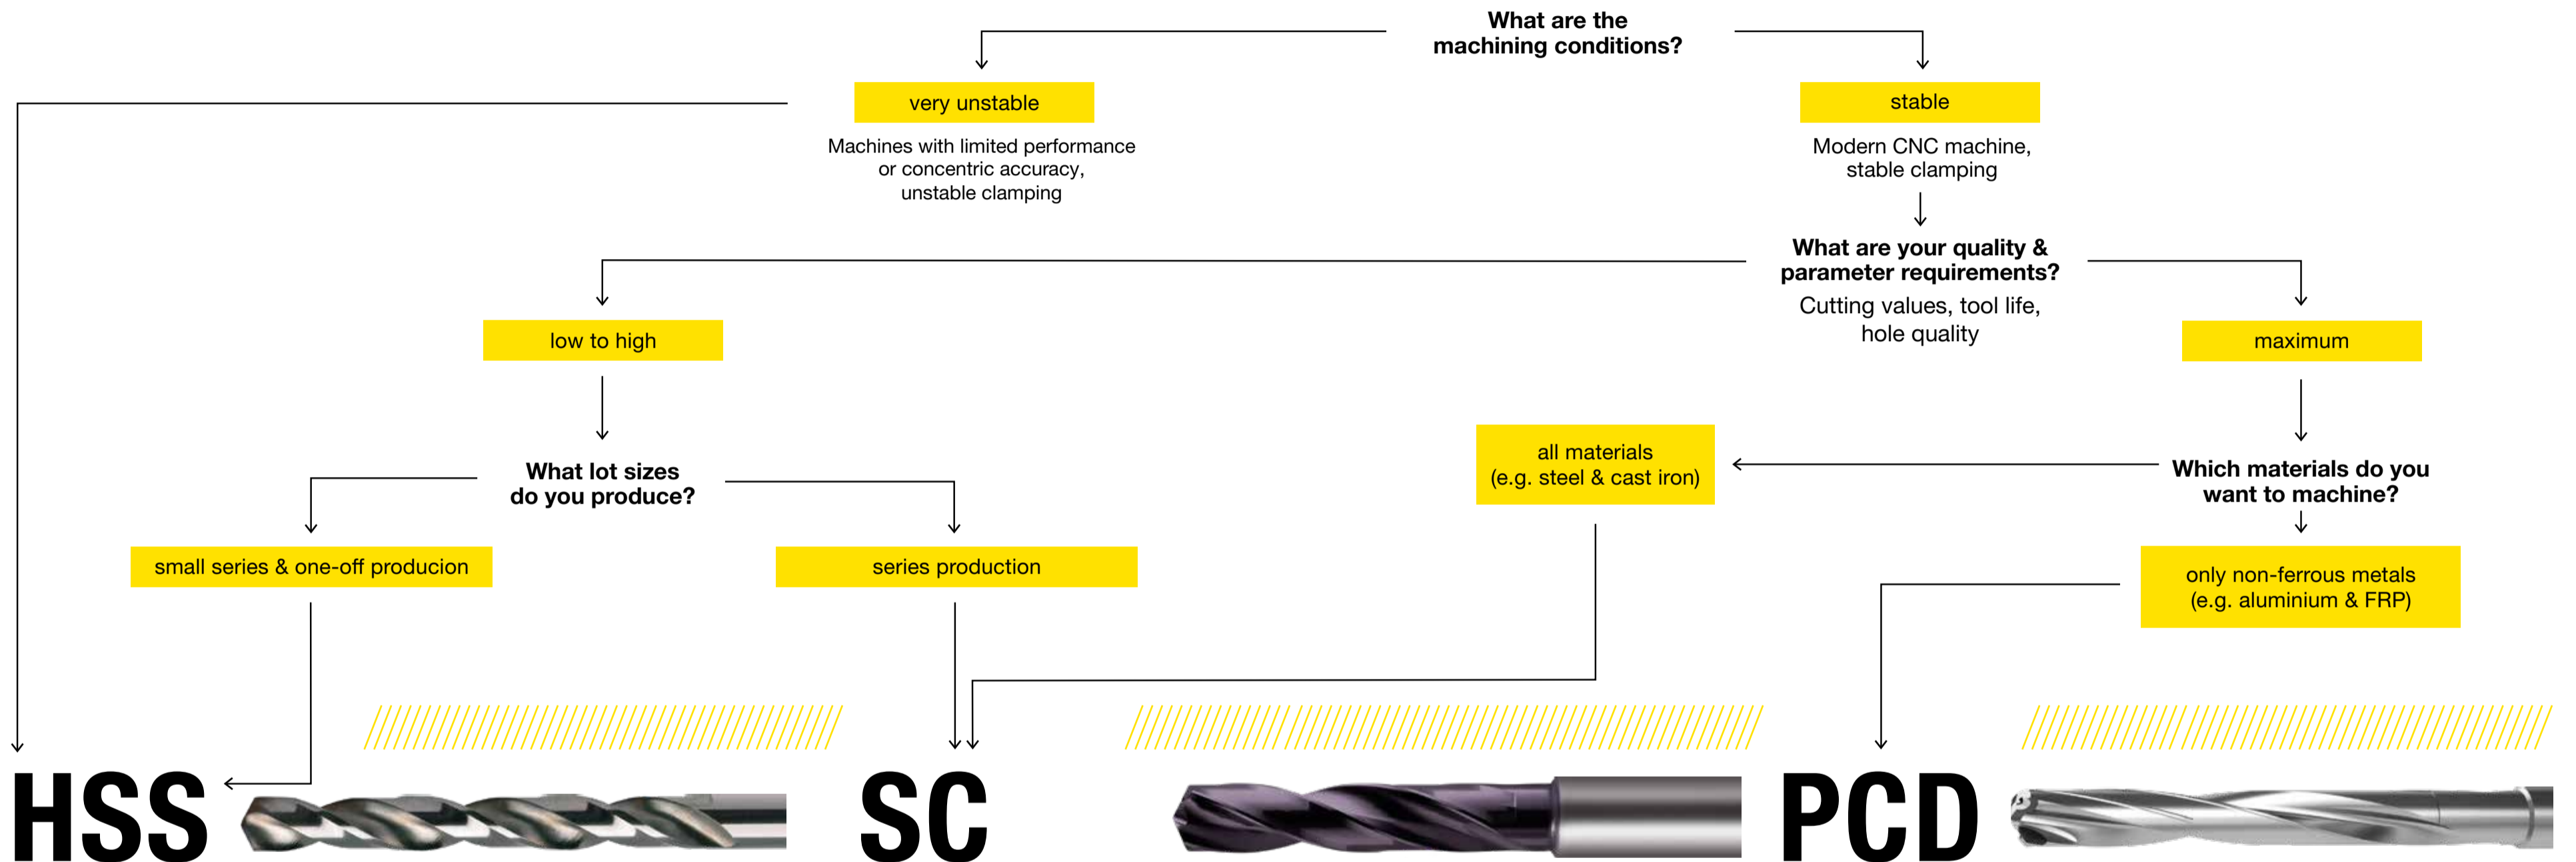 What are the
machining conditions?
very unstable
Machines with limited performance
or concentric accuracy,
unstable clamping
stable
Modern CNC machine,
stable clamping
What are your quality &
parameter requirements?
Cutting values, tool life,
hole quality
low to high
maximum
What lot sizes
do you produce?
all materials
(e.g. steel & cast iron)
Which materials do you
want to machine?
small series & one-off producion
series production
only non-ferrous metals
(e.g. aluminium & FRP)
HSS
SC
PCD